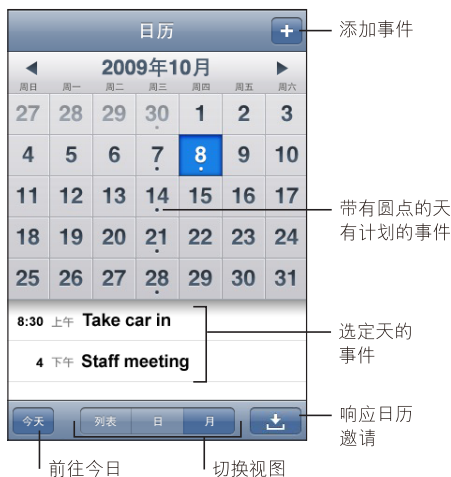 日历
添加事件
2009年10月
周日 周一 周二 周三 周四 周五 周六
27 28 29 30 1 2 3
4 5 6 7 8 9 10
11 12 13 14 15 16 17
带有圆点的天
有计划的事件
18 19 20 21 22 23 24
25 26 27 28 29 30 31
8:30 上午 Take car in
4 下午 Staff meeting
选定天的
事件
今天 列表 日 月
响应日历
邀请
前往今日
切换视图